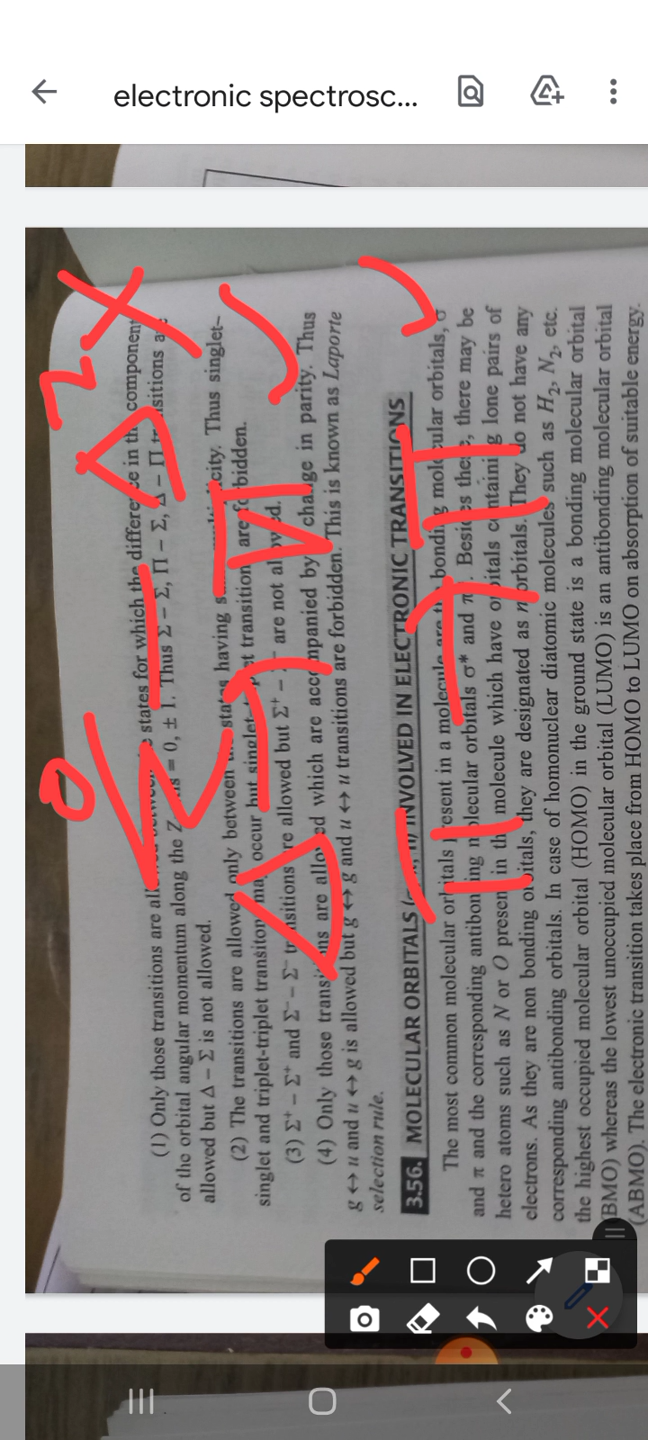 electronic spectrosc...
(1) Only those transitions are states for which the difference in the component
of the orbital angular momentum along the Z = 0, ± 1. Thus Σ – Σ, Π – Σ, Δ – Π transitions are
allowed but Δ – Σ is not allowed.
(2) The transitions are allowed only between states having Thus singlet–
singlet and triplet-triplet transitons may occur but singlet- transitions are forbidden.
(3) Σ⁺ – Σ⁺ and Σ⁻ – Σ⁻ transitions are allowed but Σ⁺ – are not allowed.
(4) Only those transitions are allowed which are accompanied by change in parity. Thus
g ↔ u and u ↔ g is allowed but g ↔ g and u ↔ u transitions are forbidden. This is known as Laporte
selection rule.
3.56. MOLECULAR ORBITALS INVOLVED IN ELECTRONIC TRANSITIONS
The most common molecular orbitals present in a molecule are bonding molecular orbitals, σ
and π and the corresponding antibonding molecular orbitals σ* and π*. Besides these, there may be
hetero atoms such as N or O present in the molecule which have orbitals containing lone pairs of
electrons. As they are non bonding orbitals, they are designated as n orbitals. They do not have any
corresponding antibonding orbitals. In case of homonuclear diatomic molecules such as H₂, N₂, etc.
the highest occupied molecular orbital (HOMO) in the ground state is a bonding molecular orbital
(BMO) whereas the lowest unoccupied molecular orbital (LUMO) is an antibonding molecular orbital
(ABMO). The electronic transition takes place from HOMO to LUMO on absorption of suitable energy.